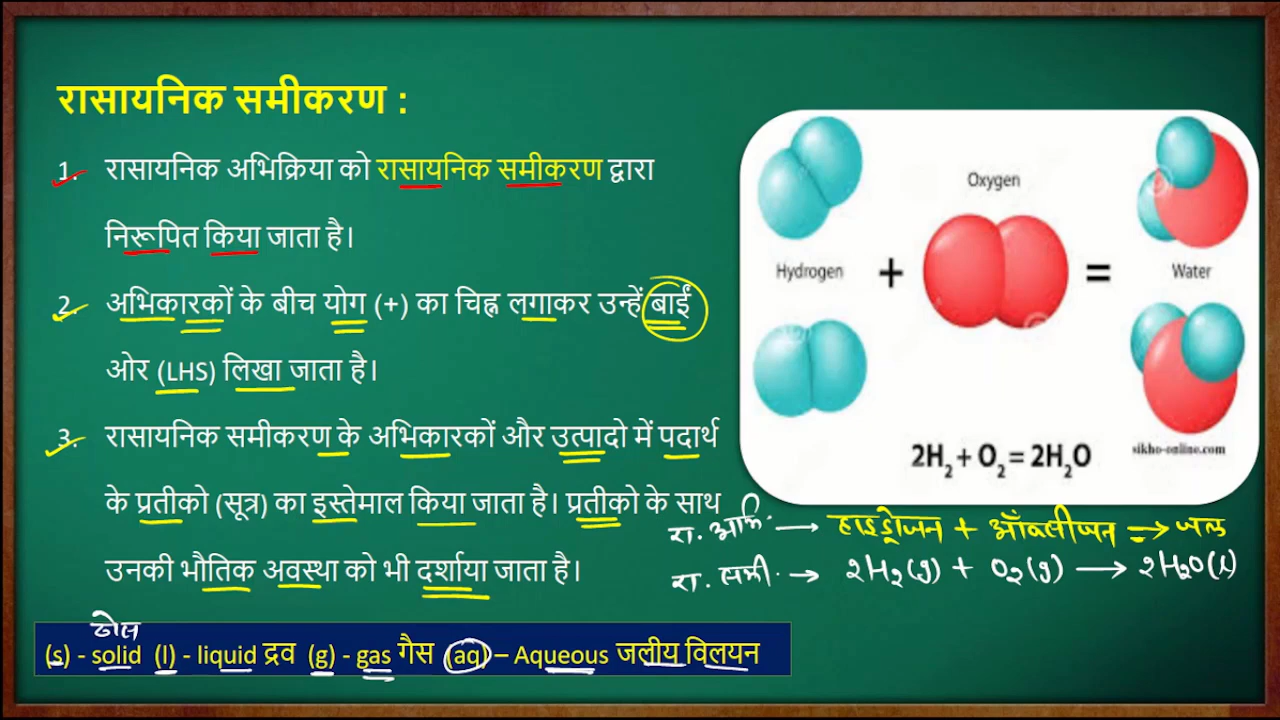 रासायनिक समीकरण :
1. रासायनिक अभिक्रिया को रासायनिक समीकरण द्वारा
निरूपित किया जाता है।
2. अभिकारकों के बीच योग (+) का चिह्न लगाकर उन्हें बाईं
ओर (LHS) लिखा जाता है।
3. रासायनिक समीकरण के अभिकारकों और उत्पादो में पदार्थ
के प्रतीको (सूत्र) का इस्तेमाल किया जाता है। प्रतीको के साथ
उनकी भौतिक अवस्था को भी दर्शाया जाता है।
ठोस
(s) - solid (l) - liquid द्रव (g) - gas गैस (aq) – Aqueous जलीय विलयन
Oxygen
Hydrogen + = Water
2H₂ + O₂ = 2H₂O
sikho-online.com
रा. अभि. → हाइड्रोजन + ऑक्सीजन → जल
रा. समी. → 2H₂(g) + O₂(g) → 2H₂O(l)